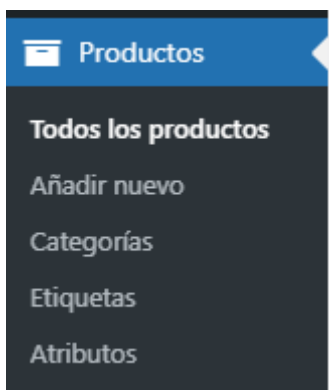 Productos
Todos los productos
Añadir nuevo
Categorías
Etiquetas
Atributos